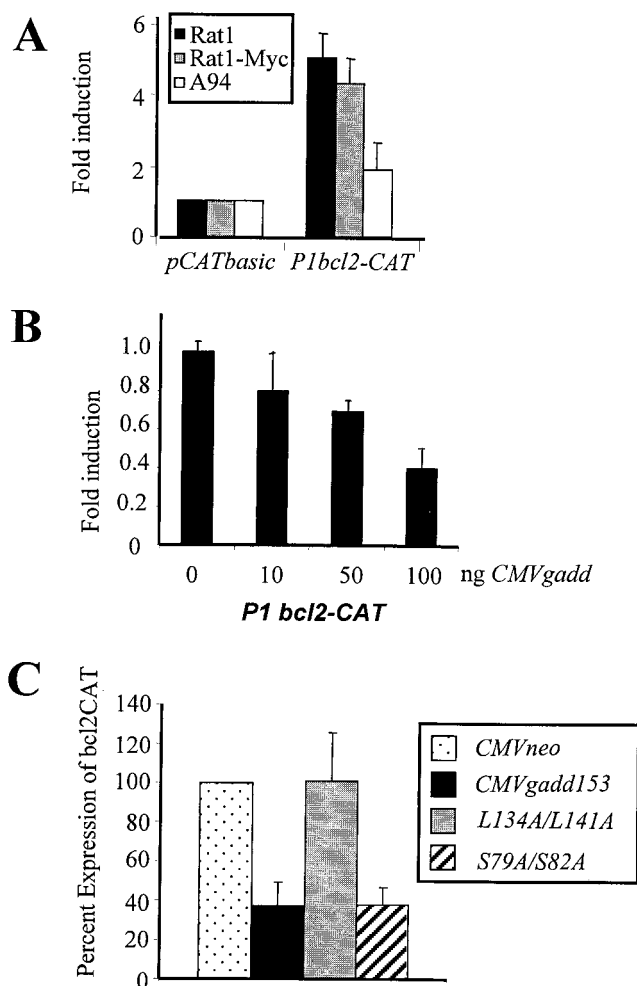 A
Fold induction
6
4
2
0
Rat1
Rat1-Myc
A94
pCATbasic
P1bcl2-CAT
B
Fold induction
1.0
0.8
0.6
0.4
0.2
0
0 10 50 100 ng CMVgadd
P1 bcl2-CAT
C
Percent Expression of bcl2CAT
140
120
100
80
60
40
20
0
CMVneo
CMVgadd153
L134A/L141A
S79A/S82A